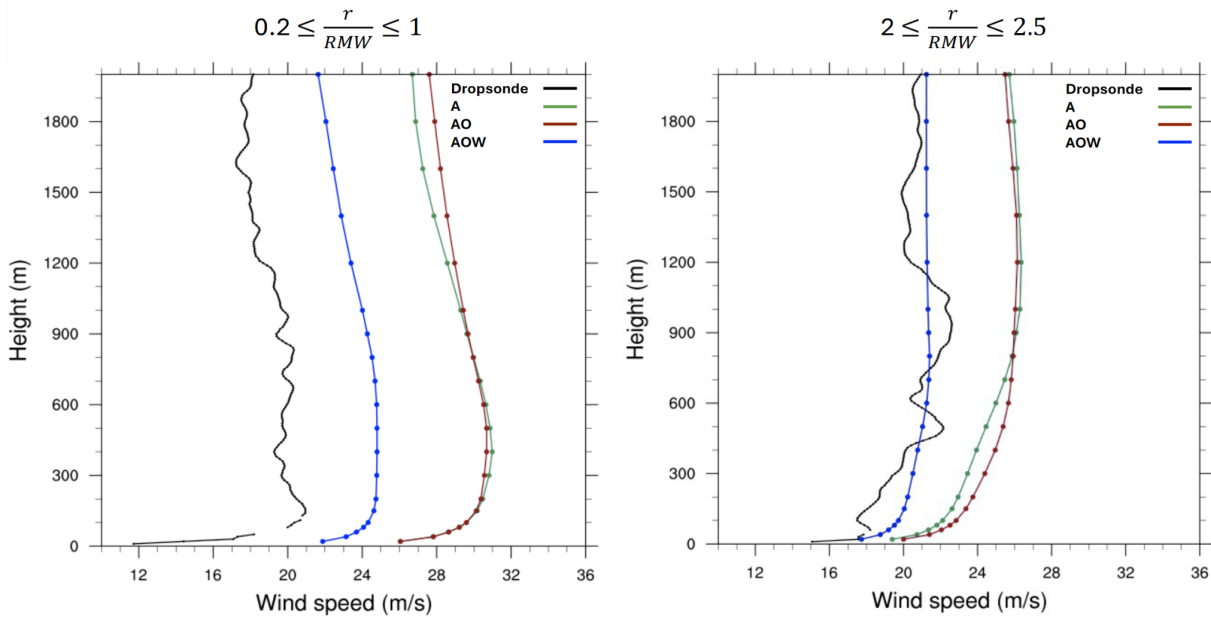 0.2 ≤ r/RMW ≤ 1
Dropsonde
A
AO
AOW
1800
1500
1200
900
600
300
0
Height (m)
12 16 20 24 28 32 36
Wind speed (m/s)
2 ≤ r/RMW ≤ 2.5
Dropsonde
A
AO
AOW
1800
1500
1200
900
600
300
0
Height (m)
12 16 20 24 28 32 36
Wind speed (m/s)